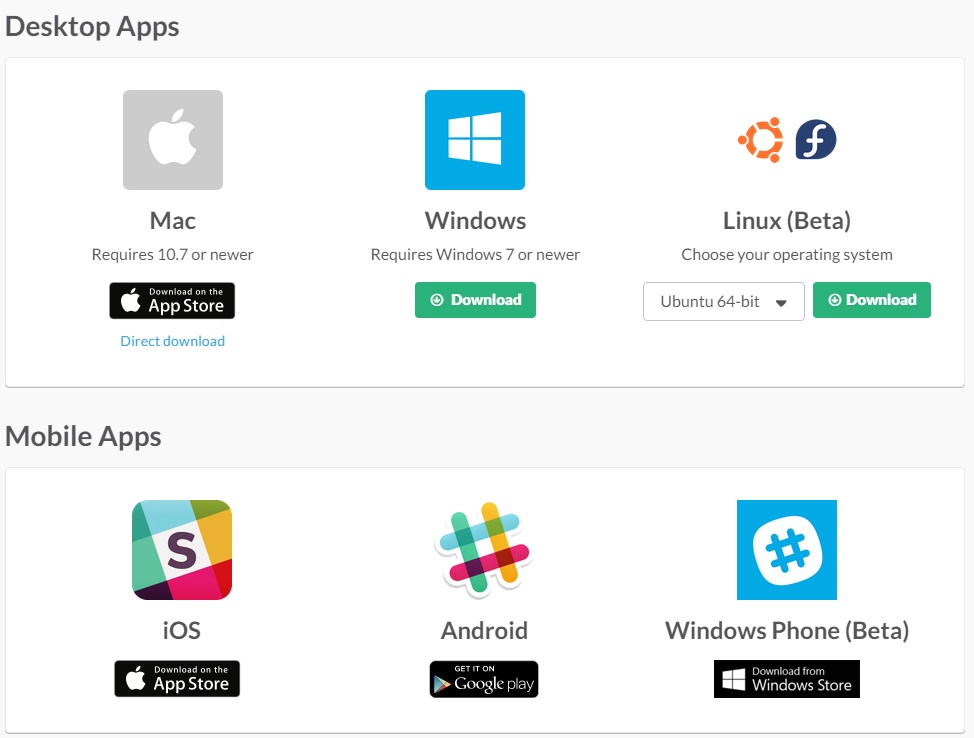 Desktop Apps
Mac
Requires 10.7 or newer
Download on the
App Store
Direct download
Windows
Requires Windows 7 or newer
Download
Linux (Beta)
Choose your operating system
Ubuntu 64-bit
Download
Mobile Apps
S
iOS
Download on the
App Store
Android
GET IT ON
Google play
#
Windows Phone (Beta)
Download from
Windows Store